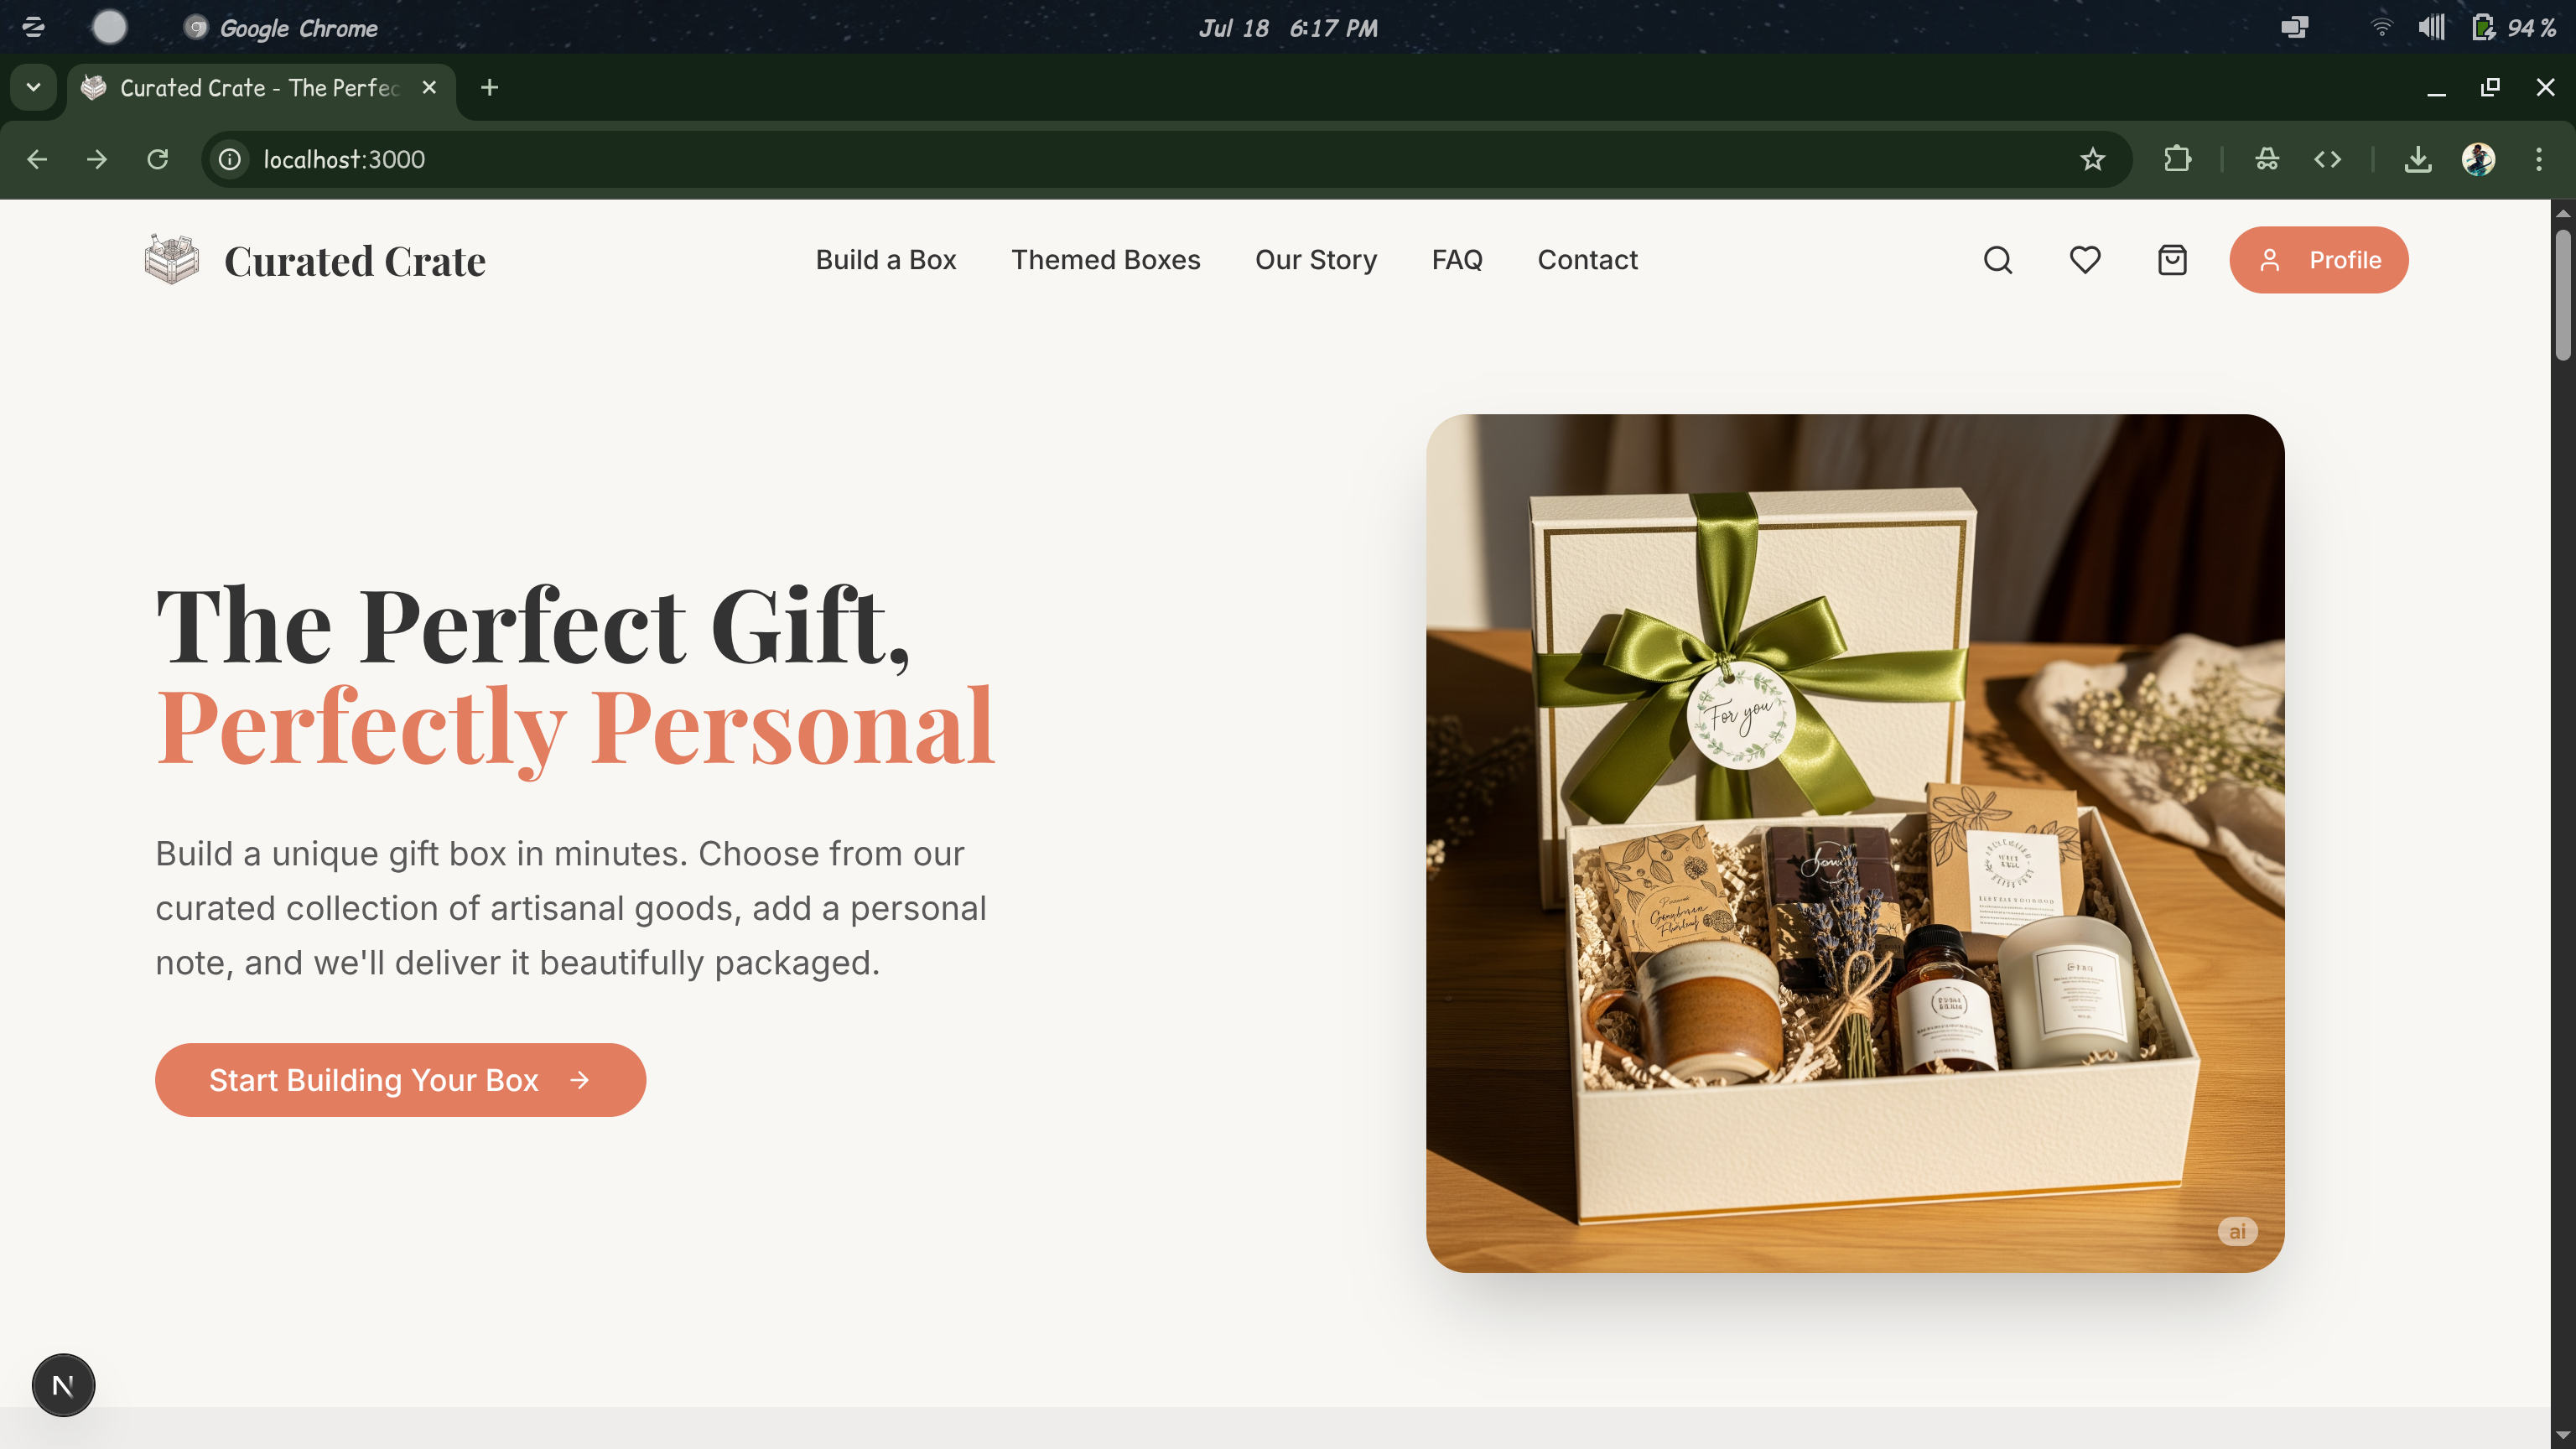 Google Chrome
Jul 18 6:17 PM
94 %
Curated Crate - The Perfec
localhost:3000
Curated Crate
Build a Box
Themed Boxes
Our Story
FAQ
Contact
Profile
The Perfect Gift,
Perfectly Personal
Build a unique gift box in minutes. Choose from our
curated collection of artisanal goods, add a personal
note, and we'll deliver it beautifully packaged.
Start Building Your Box
For you
ai
N